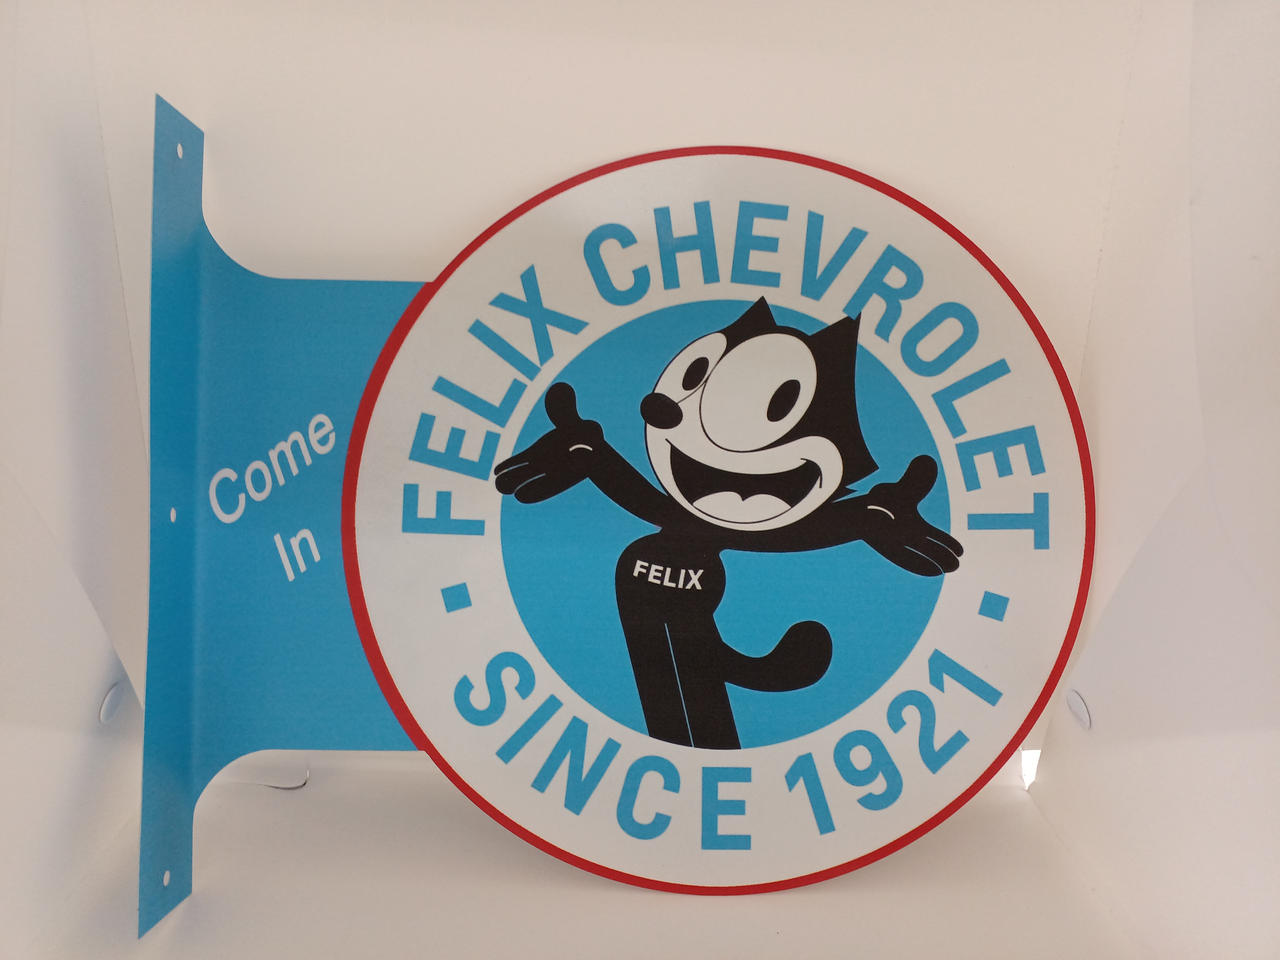 FELIX CHEVROLET
Come
In
FELIX
SINCE 1921